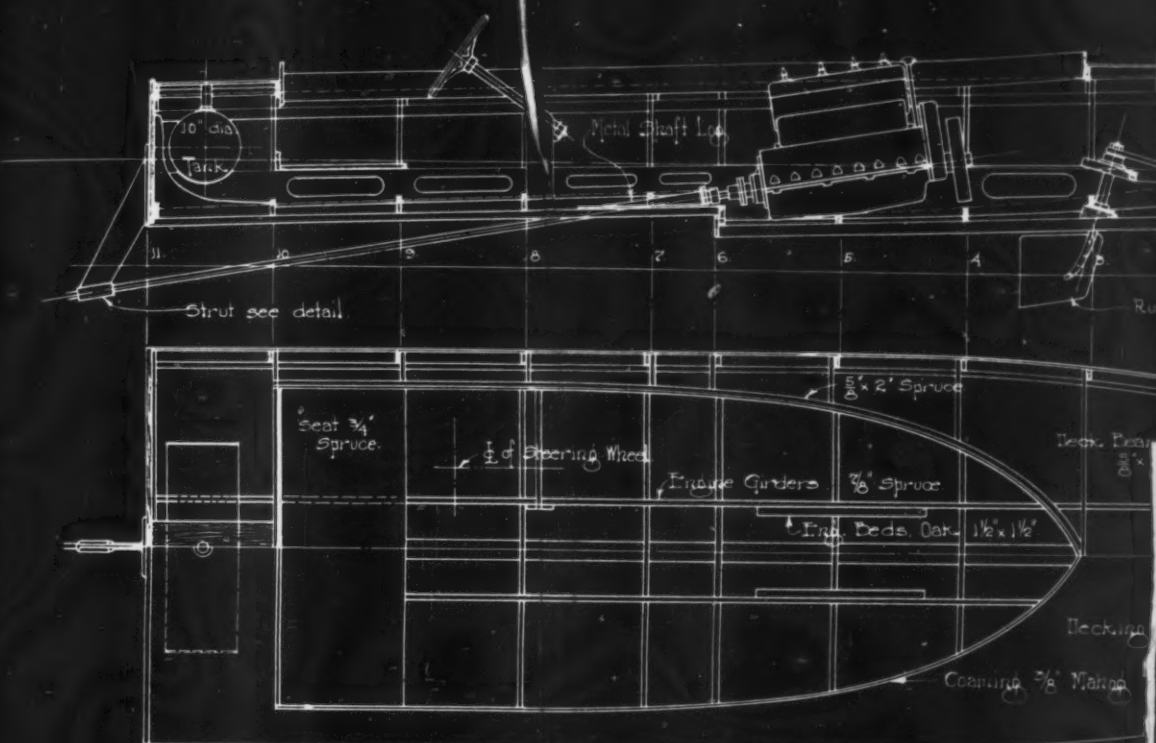 10" dia
Tank.
Metal Shaft Log
11. 10 9 8 7. 6. 5. 4
Strut see detail.
5/8" x 2" Spruce
Seat 3/4"
Spruce.
℄ of Steering Wheel
Deck
Engine Girders 7/8" Spruce
Eng. Beds. Oak. 1½" x 1½"
Decking
Coaming 3/8" Mahog